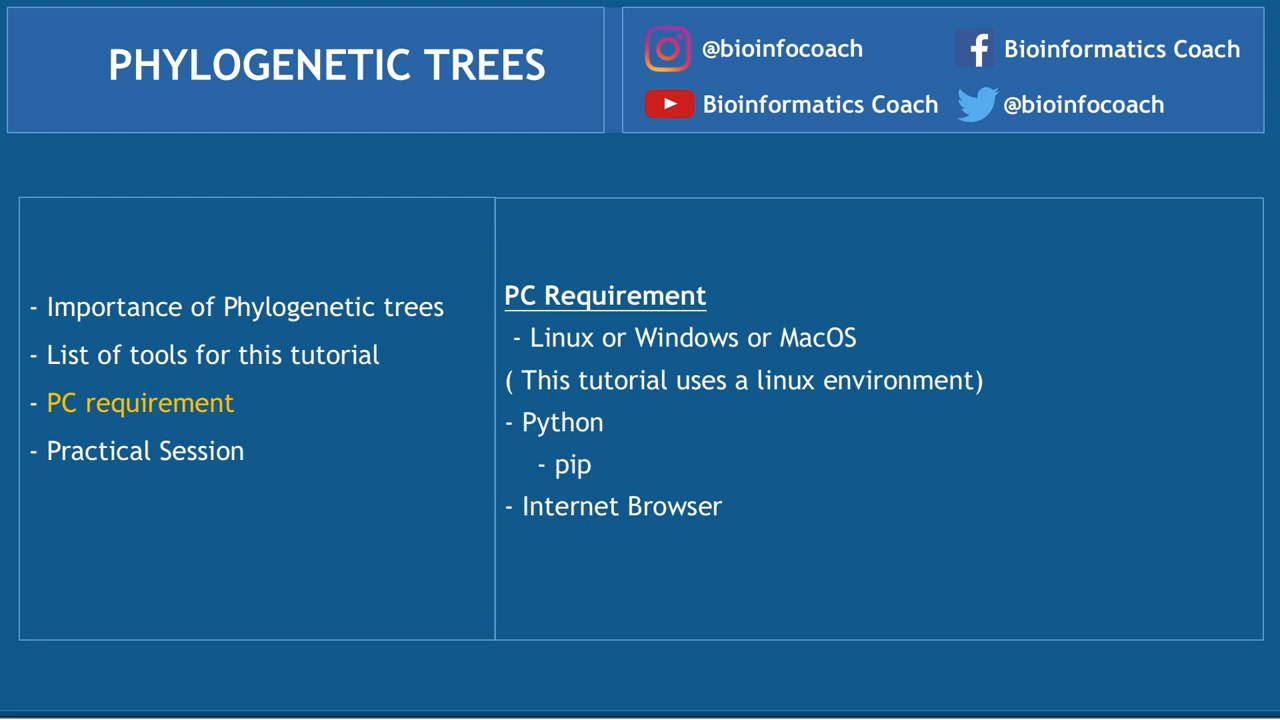 PHYLOGENETIC TREES
@bioinfocoach
Bioinformatics Coach
Bioinformatics Coach
@bioinfocoach
- Importance of Phylogenetic trees
- List of tools for this tutorial
- PC requirement
- Practical Session
PC Requirement
- Linux or Windows or MacOS
( This tutorial uses a linux environment)
- Python
- pip
- Internet Browser